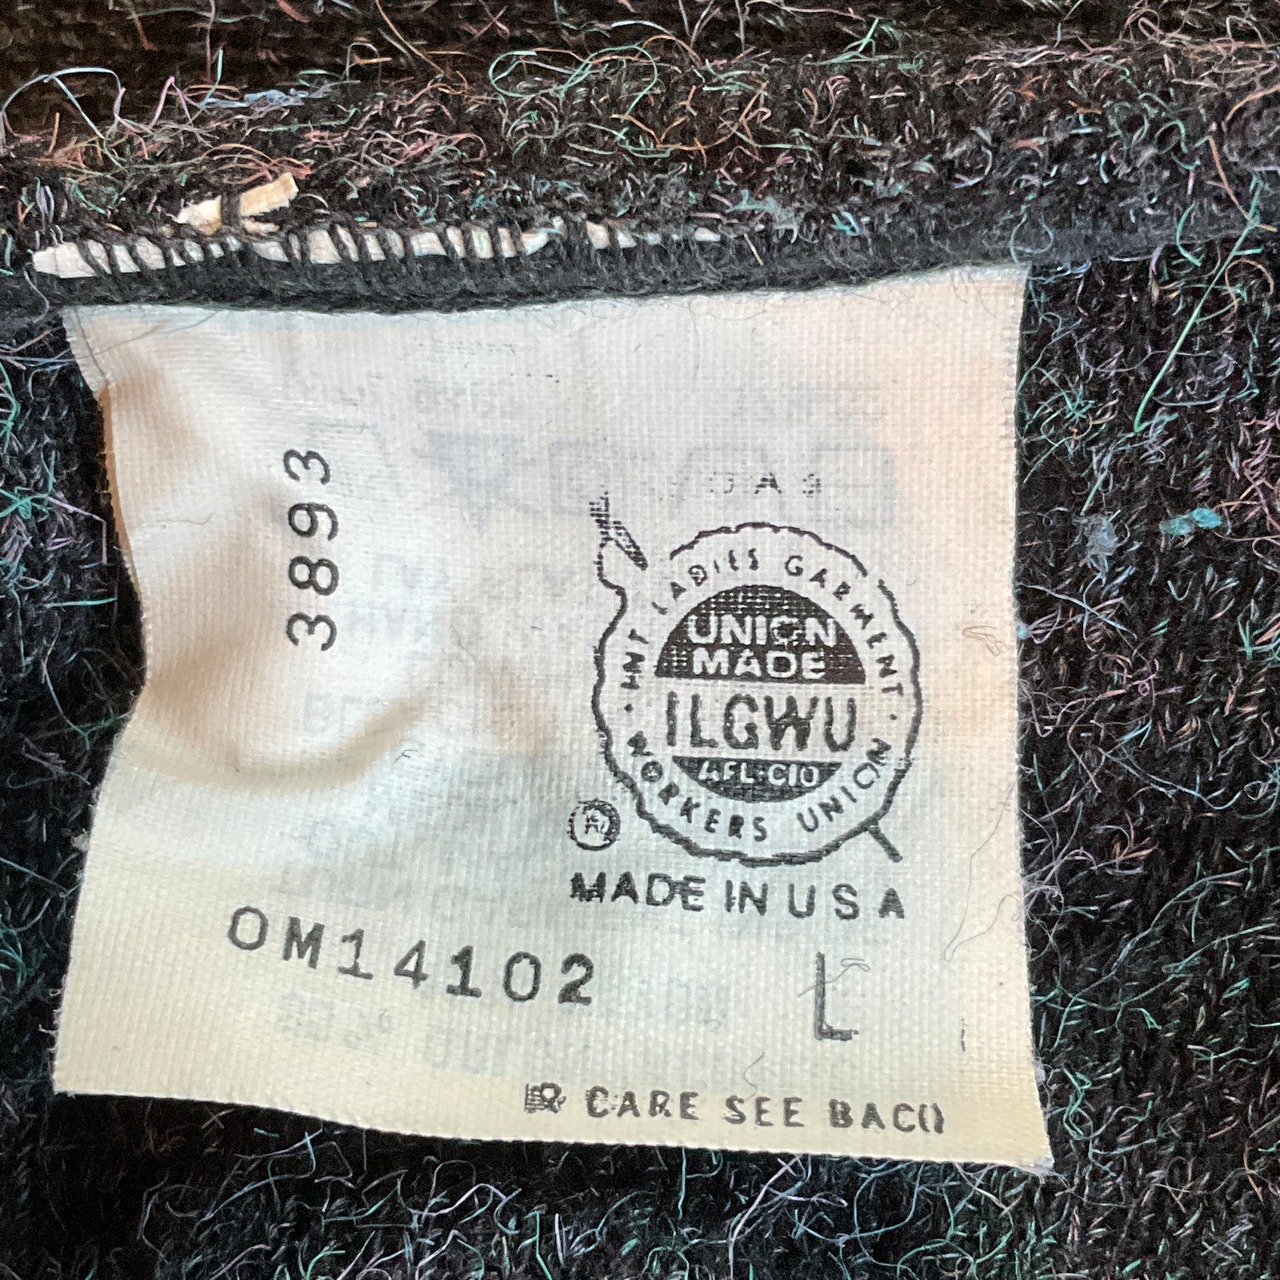 3893
INT LADIES GARMENT
UNION
MADE
ILGWU
AFL·CIO
WORKERS UNION
MADE IN USA
OM14102
L
CARE SEE BACK